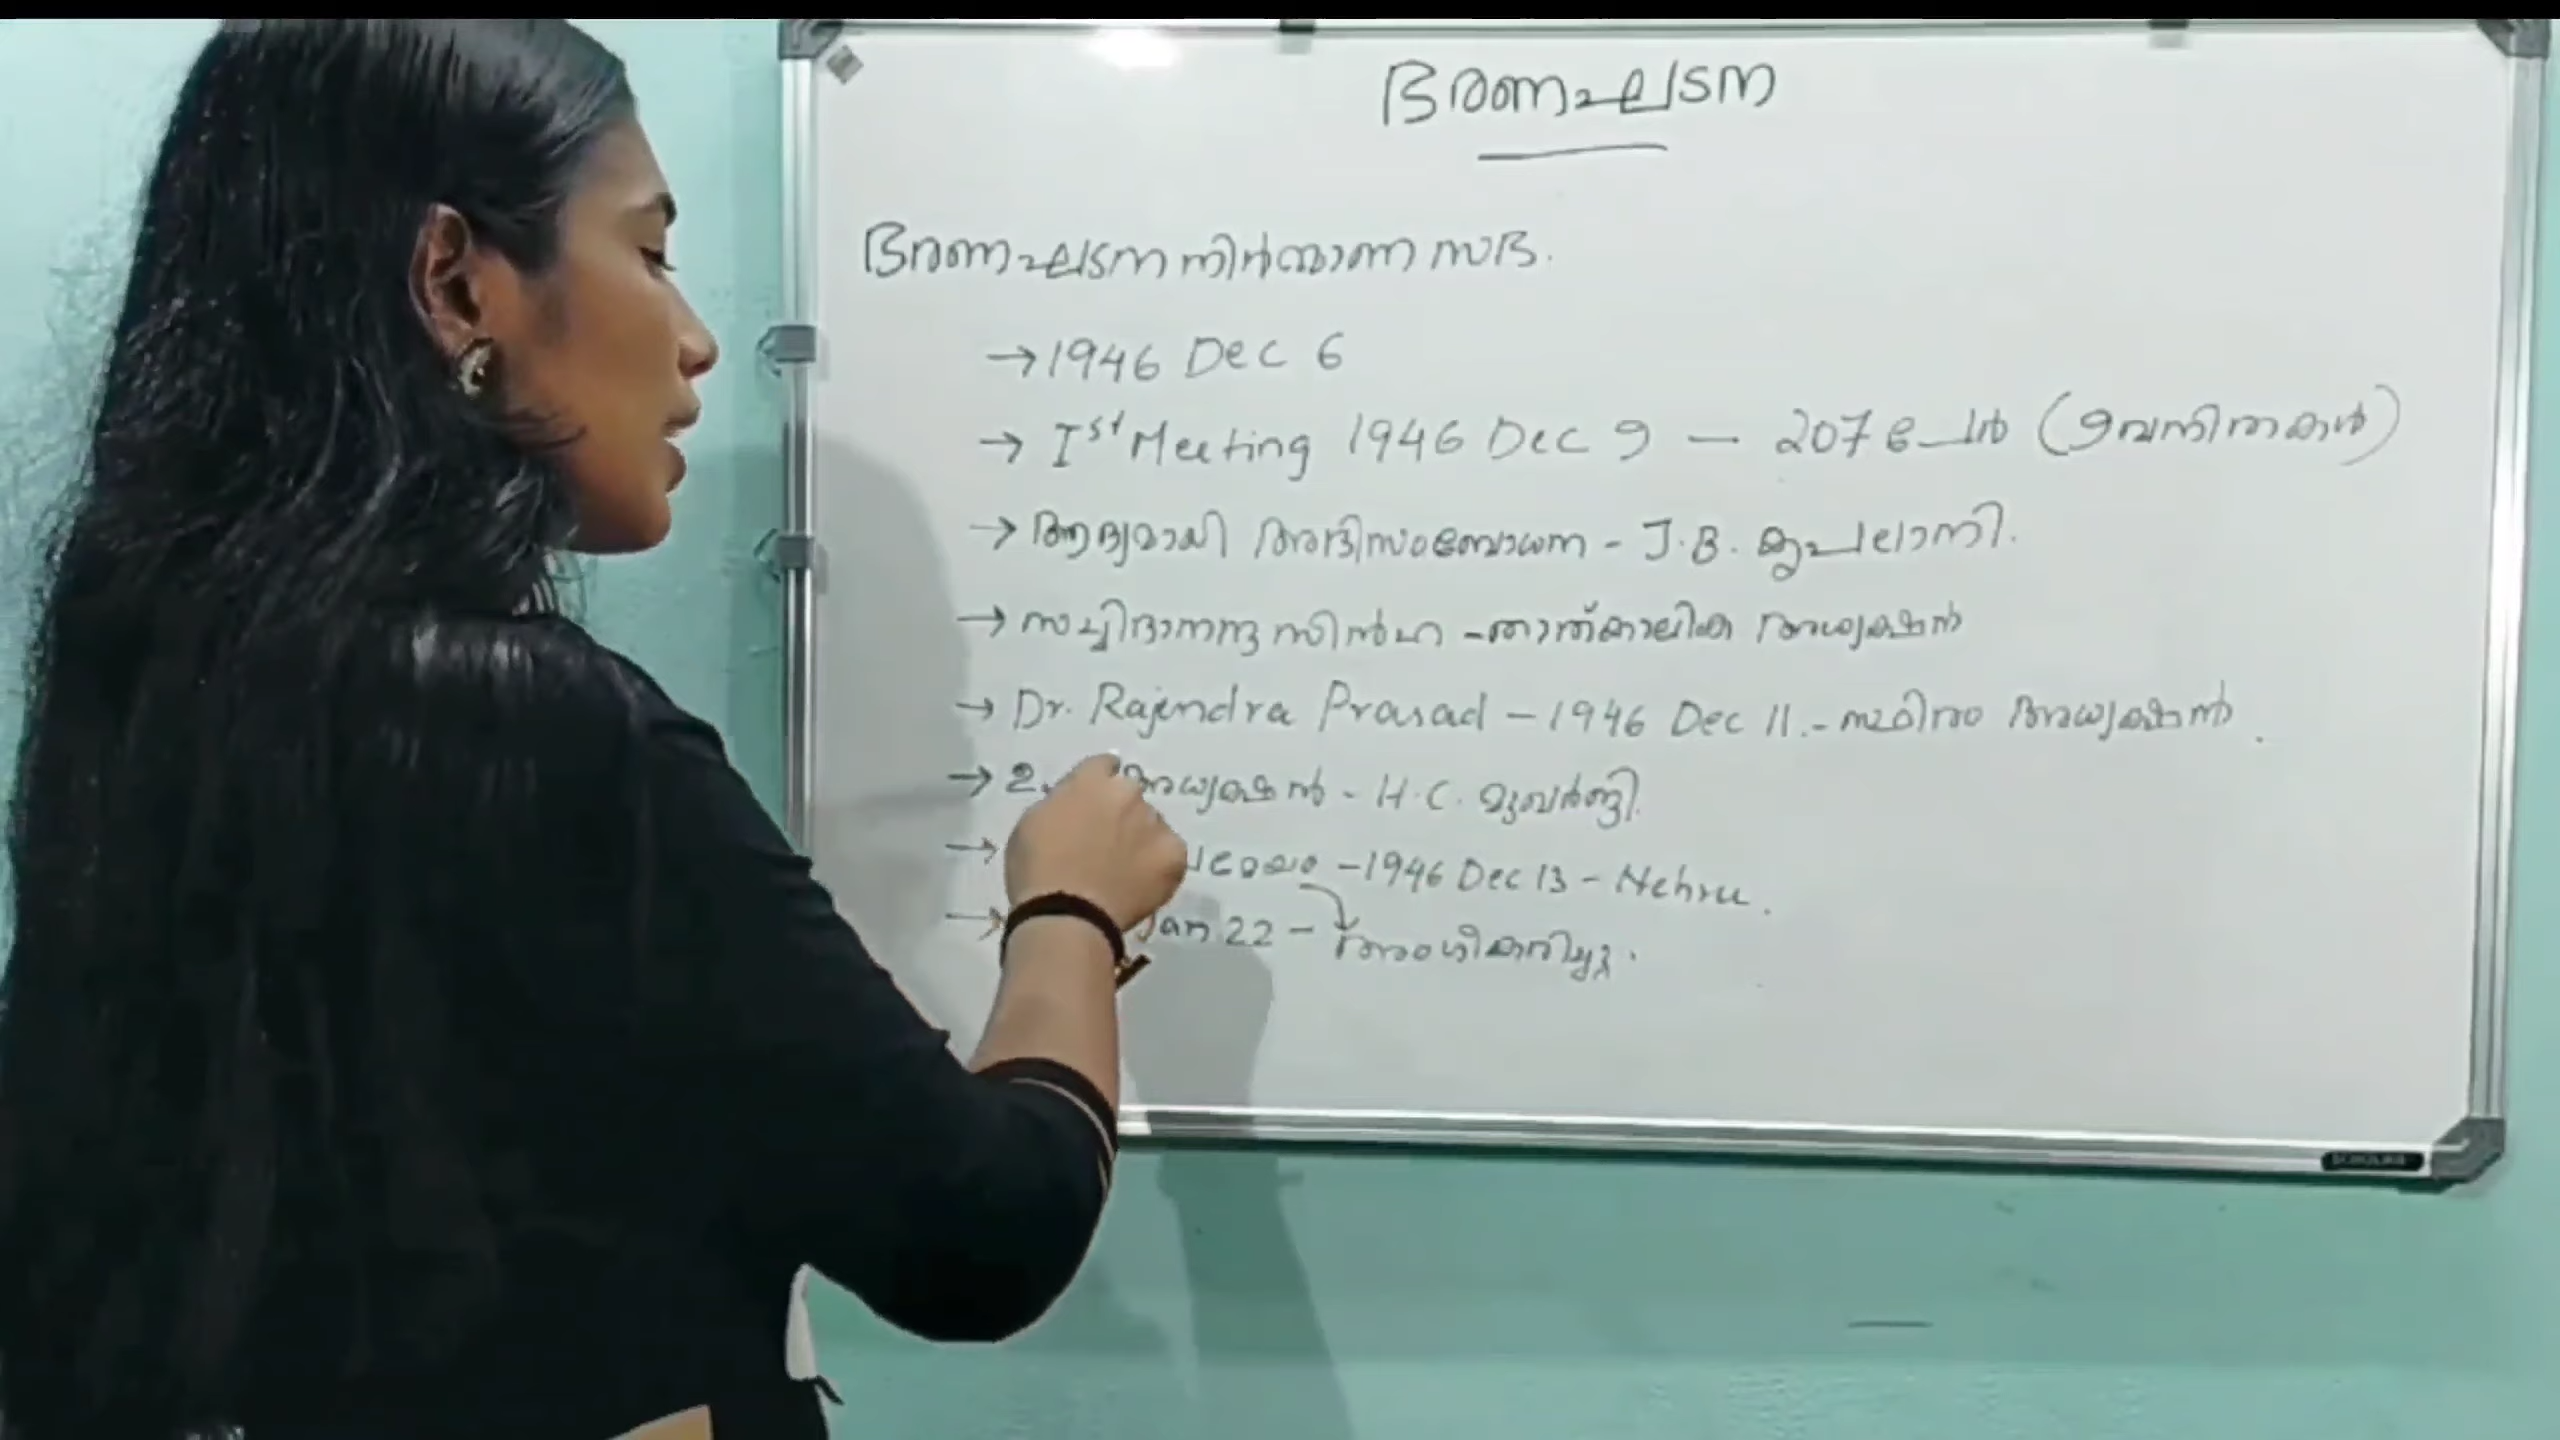 ഭരണഘടന
ഭരണഘടന നിർമ്മാണ സഭ.
→ 1946 Dec 6
→ Ist Meeting 1946 Dec 9 – 207 പേർ (9 വനിതകൾ)
→ ആദ്യമായി അഭിസംബോധന - J.B. കൃപലാനി.
→ സച്ചിദാനന്ദ സിൻഹ - താത്കാലിക അധ്യക്ഷൻ
→ Dr. Rajendra Prasad – 1946 Dec 11. - സ്ഥിരം അധ്യക്ഷൻ.
→ അധ്യക്ഷൻ - H.C. മുഖർജ്ജി.
→ – 1946 Dec 13 – Nehru.
→ Jan 22 – അംഗീകരിച്ചു.